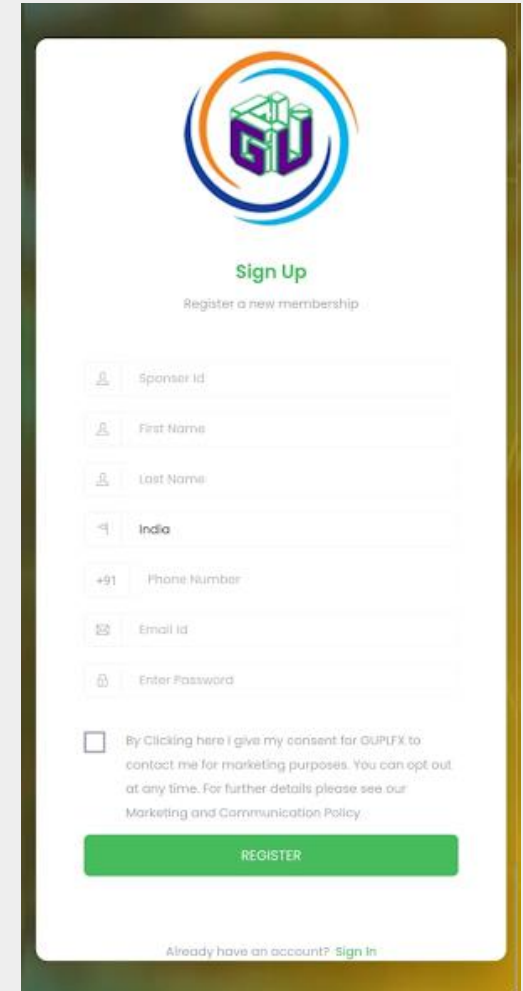 GU
Sign Up
Register a new membership
Sponser Id
First Name
Last Name
India
+91 Phone Number
Email Id
Enter Password
By Clicking here i give my consent for GUPLFX to
contact me for marketing purposes. You can opt out
at any time. For further details please see our
Marketing and Communication Policy
REGISTER
Already have an account? Sign In